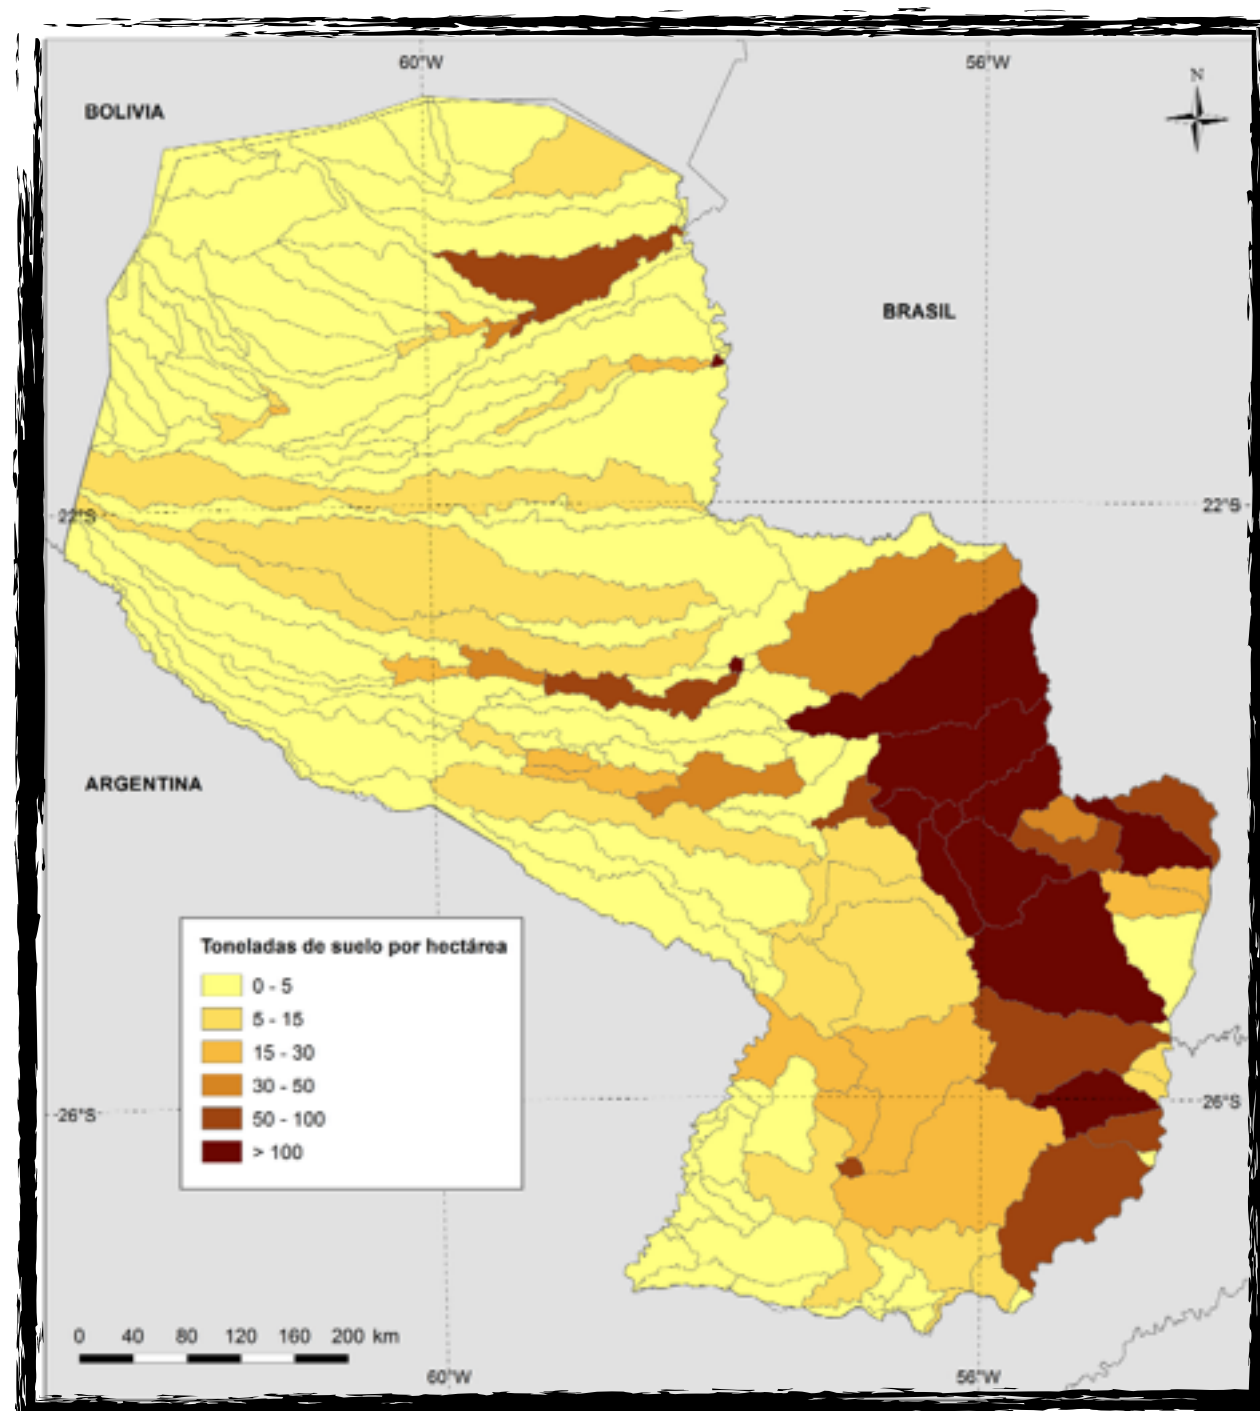 60°W
56°W
N
BOLIVIA
BRASIL
22°S
22°S
ARGENTINA
Toneladas de suelo por hectárea
0 - 5
5 - 15
15 - 30
30 - 50
50 - 100
> 100
26°S
26°S
0 40 80 120 160 200 km
60°W
56°W